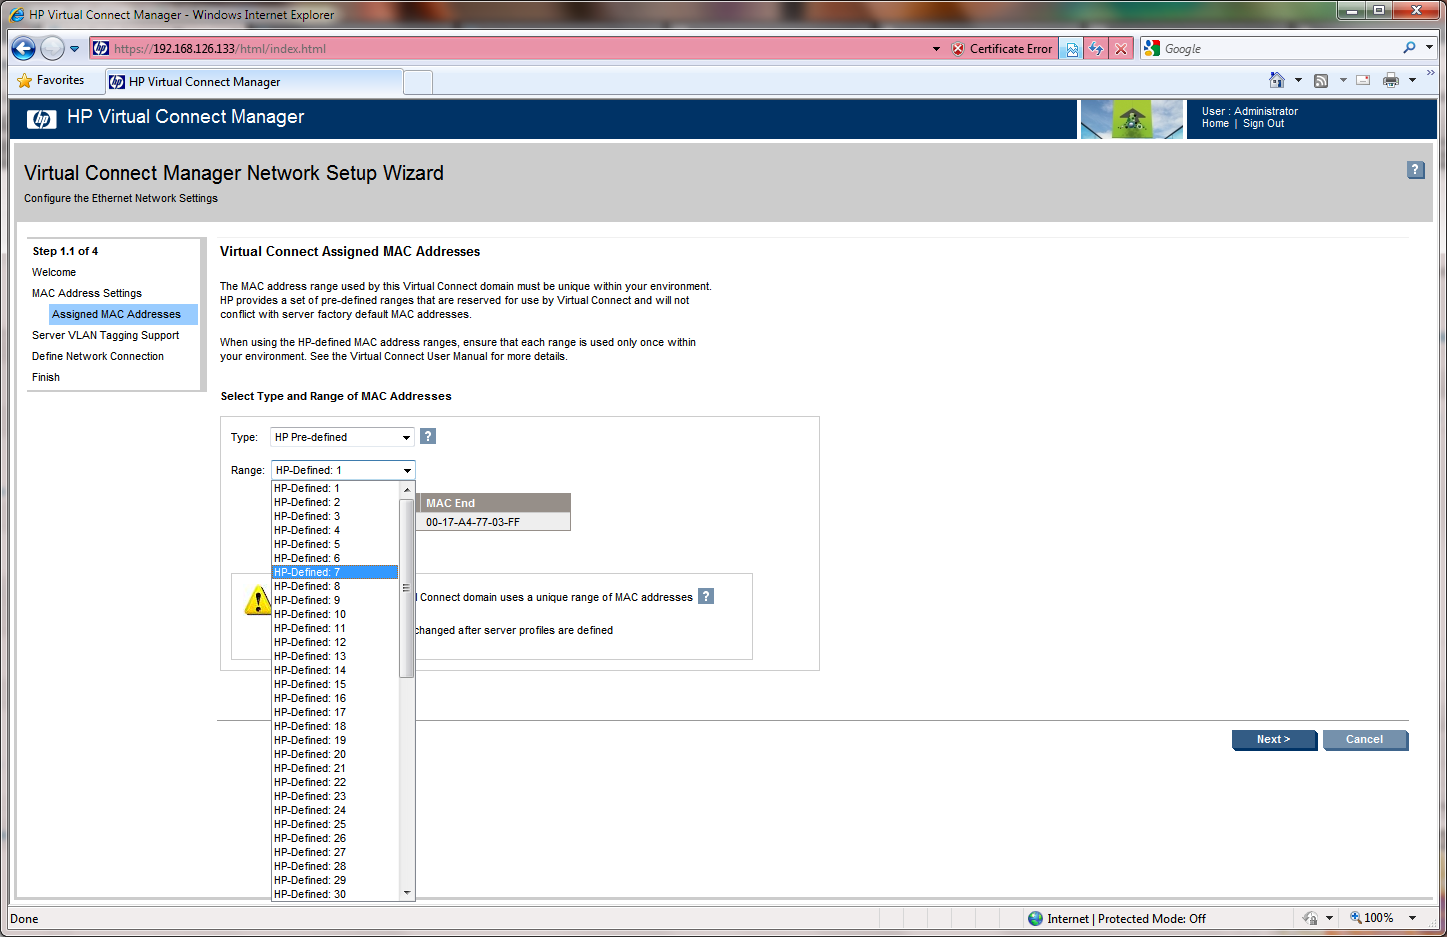 HP Virtual Connect Manager - Windows Internet Explorer
https://192.168.126.133/html/index.html
Certificate Error
Google
Favorites
HP Virtual Connect Manager
hp HP Virtual Connect Manager
User : Administrator
Home | Sign Out
Virtual Connect Manager Network Setup Wizard
?
Configure the Ethernet Network Settings
Step 1.1 of 4
Welcome
MAC Address Settings
Assigned MAC Addresses
Server VLAN Tagging Support
Define Network Connection
Finish
Virtual Connect Assigned MAC Addresses
The MAC address range used by this Virtual Connect domain must be unique within your environment.
HP provides a set of pre-defined ranges that are reserved for use by Virtual Connect and will not
conflict with server factory default MAC addresses.
When using the HP-defined MAC address ranges, ensure that each range is used only once within
your environment. See the Virtual Connect User Manual for more details.
Select Type and Range of MAC Addresses
Type: HP Pre-defined ?
Range: HP-Defined: 1
HP-Defined: 1
HP-Defined: 2
HP-Defined: 3
HP-Defined: 4
HP-Defined: 5
HP-Defined: 6
HP-Defined: 7
HP-Defined: 8
HP-Defined: 9
HP-Defined: 10
HP-Defined: 11
HP-Defined: 12
HP-Defined: 13
HP-Defined: 14
HP-Defined: 15
HP-Defined: 16
HP-Defined: 17
HP-Defined: 18
HP-Defined: 19
HP-Defined: 20
HP-Defined: 21
HP-Defined: 22
HP-Defined: 23
HP-Defined: 24
HP-Defined: 25
HP-Defined: 26
HP-Defined: 27
HP-Defined: 28
HP-Defined: 29
HP-Defined: 30
MAC End
00-17-A4-77-03-FF
l Connect domain uses a unique range of MAC addresses ?
changed after server profiles are defined
Next >
Cancel
Done
Internet | Protected Mode: Off
100%